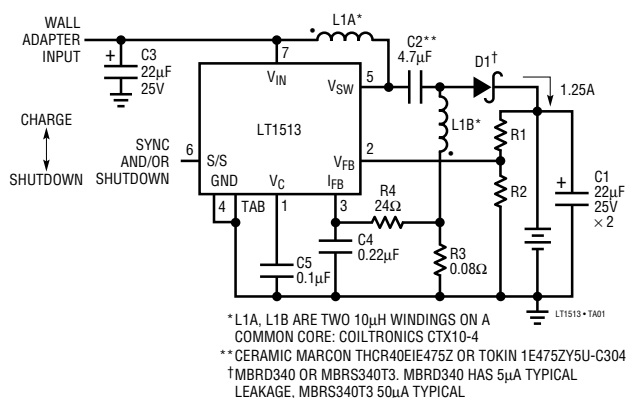 WALL
ADAPTER
INPUT
L1A*
C2**
4.7µF
D1†
1.25A
+
C3
22µF
25V
7
VIN
5
VSW
L1B*
R1
CHARGE
SHUTDOWN
SYNC
AND/OR
SHUTDOWN
6
S/S
LT1513
2
VFB
GND
VC
IFB
R4
24Ω
R2
+
C1
22µF
25V
× 2
4
TAB
1
3
C4
0.22µF
R3
0.08Ω
C5
0.1µF
LT1513 • TA01
*L1A, L1B ARE TWO 10µH WINDINGS ON A
COMMON CORE: COILTRONICS CTX10-4
**CERAMIC MARCON THCR40EIE475Z OR TOKIN 1E475ZY5U-C304
†MBRD340 OR MBRS340T3. MBRD340 HAS 5µA TYPICAL
LEAKAGE, MBRS340T3 50µA TYPICAL